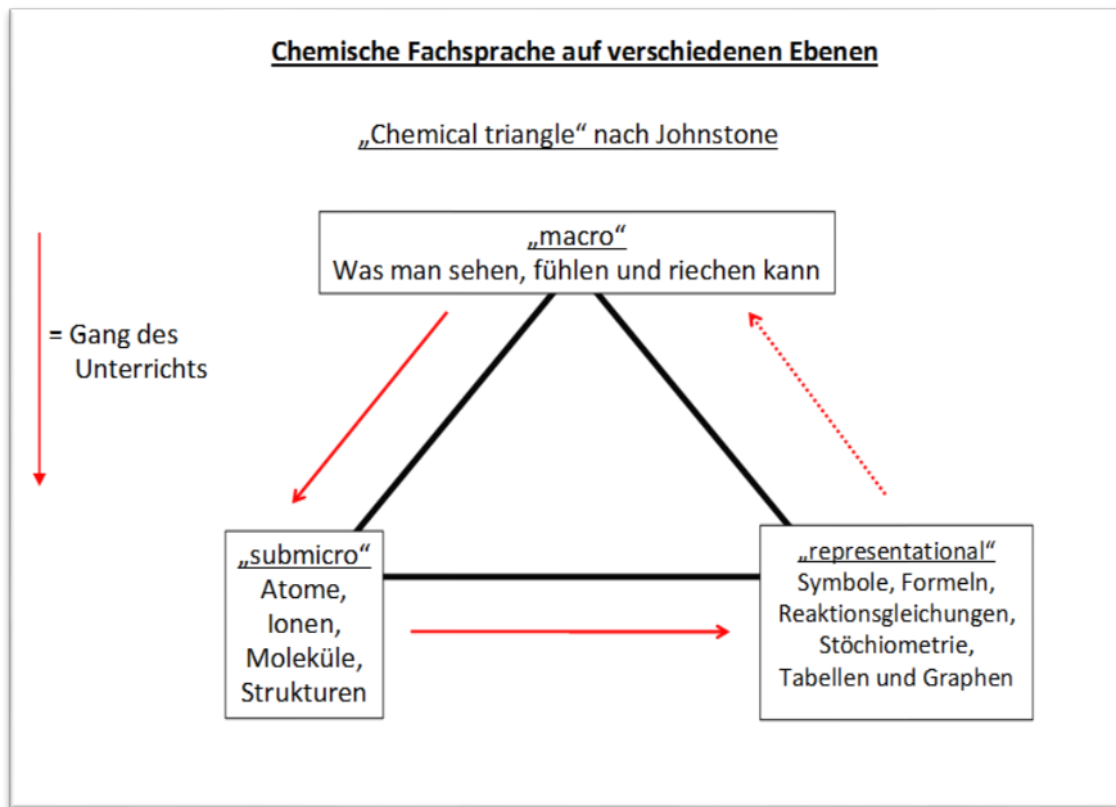 Chemische Fachsprache auf verschiedenen Ebenen
„Chemical triangle“ nach Johnstone
„macro“
Was man sehen, fühlen und riechen kann
= Gang des
Unterrichts
„submicro“
Atome,
Ionen,
Moleküle,
Strukturen
„representational“
Symbole, Formeln,
Reaktionsgleichungen,
Stöchiometrie,
Tabellen und Graphen